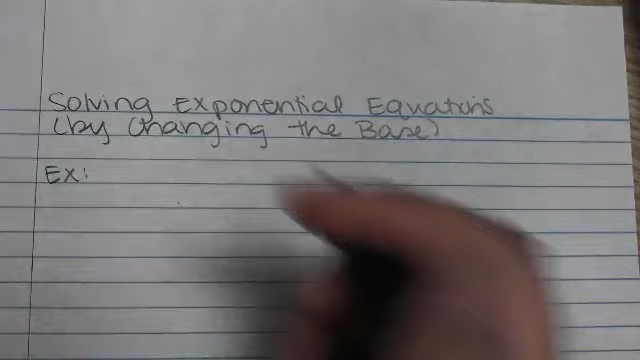 Solving Exponential Equations
(by Changing the Base)
Ex: